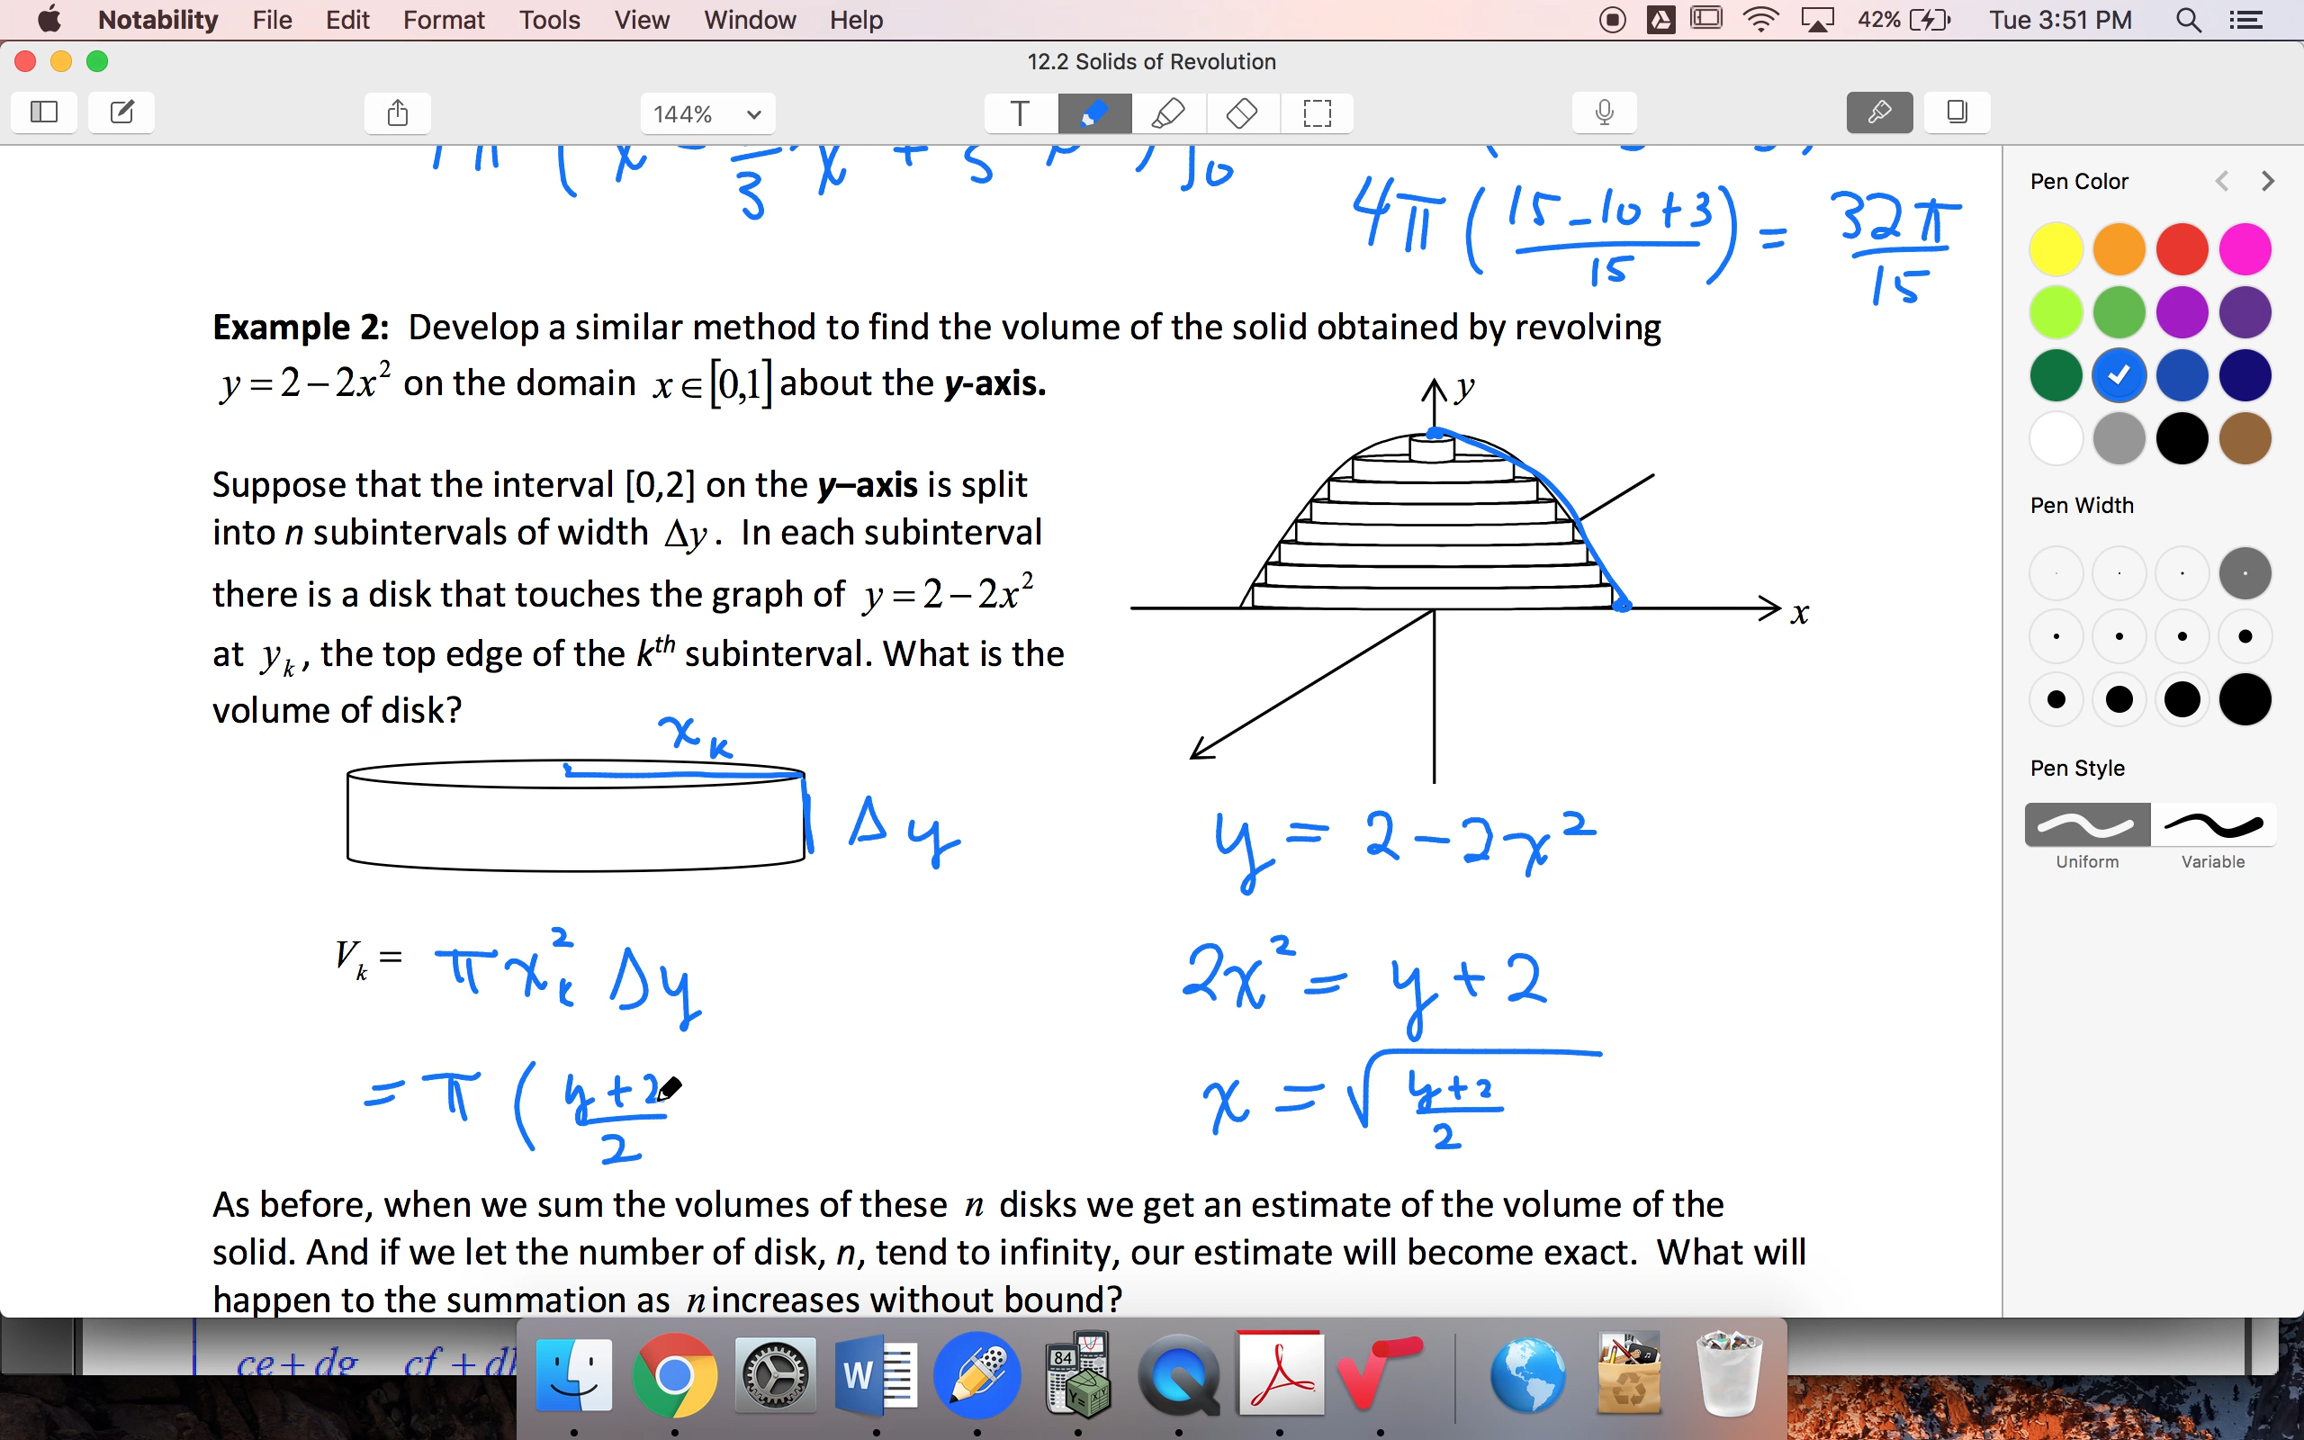 Notability File Edit Format Tools View Window Help 42% Tue 3:51 PM
12.2 Solids of Revolution
144% T
3 x + 5 ]0
4π(15-10+3/15) = 32π/15
Example 2: Develop a similar method to find the volume of the solid obtained by revolving
y = 2 − 2x² on the domain x ∈ [0,1] about the y-axis.
Suppose that the interval [0,2] on the y–axis is split
into n subintervals of width Δy. In each subinterval
there is a disk that touches the graph of y = 2 − 2x²
at yₖ, the top edge of the kᵗʰ subinterval. What is the
volume of disk?
y
x
xₖ
Δy
y = 2-2x²
Vₖ = πxₖ²Δy
2x² = y+2
= π(y+2/2
x = √(y+2/2)
As before, when we sum the volumes of these n disks we get an estimate of the volume of the
solid. And if we let the number of disk, n, tend to infinity, our estimate will become exact. What will
happen to the summation as n increases without bound?
Pen Color
Pen Width
Pen Style
Uniform Variable
ce + dg cf +
W
84